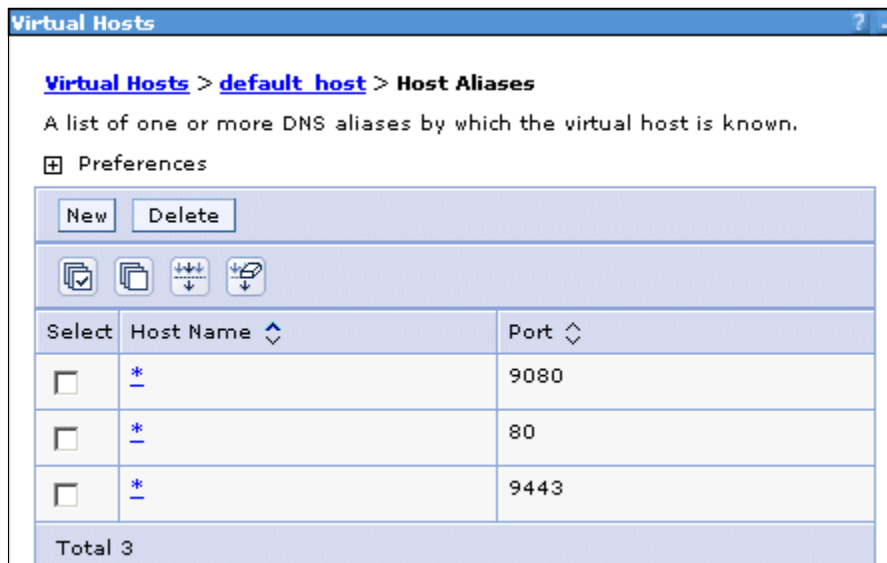 Virtual Hosts ?
Virtual Hosts > default_host > Host Aliases
A list of one or more DNS aliases by which the virtual host is known.
Preferences
New Delete
Select Host Name Port
* 9080
* 80
* 9443
Total 3